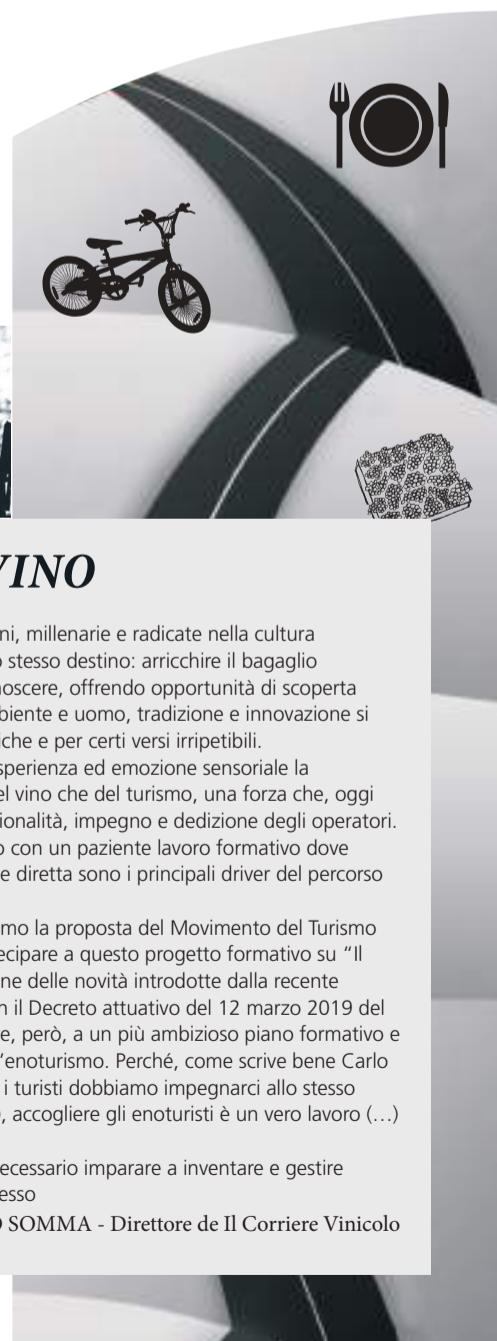 VINO
ni, millenarie e radicate nella cultura
stesso destino: arricchire il bagaglio
noscere, offrendo opportunità di scoperta
biente e uomo, tradizione e innovazione si
iche e per certi versi irripetibili.
sperienza ed emozione sensoriale la
el vino che del turismo, una forza che, oggi
ionalità, impegno e dedizione degli operatori.
o con un paziente lavoro formativo dove
e diretta sono i principali driver del percorso
mo la proposta del Movimento del Turismo
ecipare a questo progetto formativo su “Il
ne delle novità introdotte dalla recente
n il Decreto attuativo del 12 marzo 2019 del
e, però, a un più ambizioso piano formativo e
l’enoturismo. Perché, come scrive bene Carlo
i turisti dobbiamo impegnarci allo stesso
, accogliere gli enoturisti è un vero lavoro (…)
ecessario imparare a inventare e gestire
esso
SOMMA - Direttore de Il Corriere Vinicolo